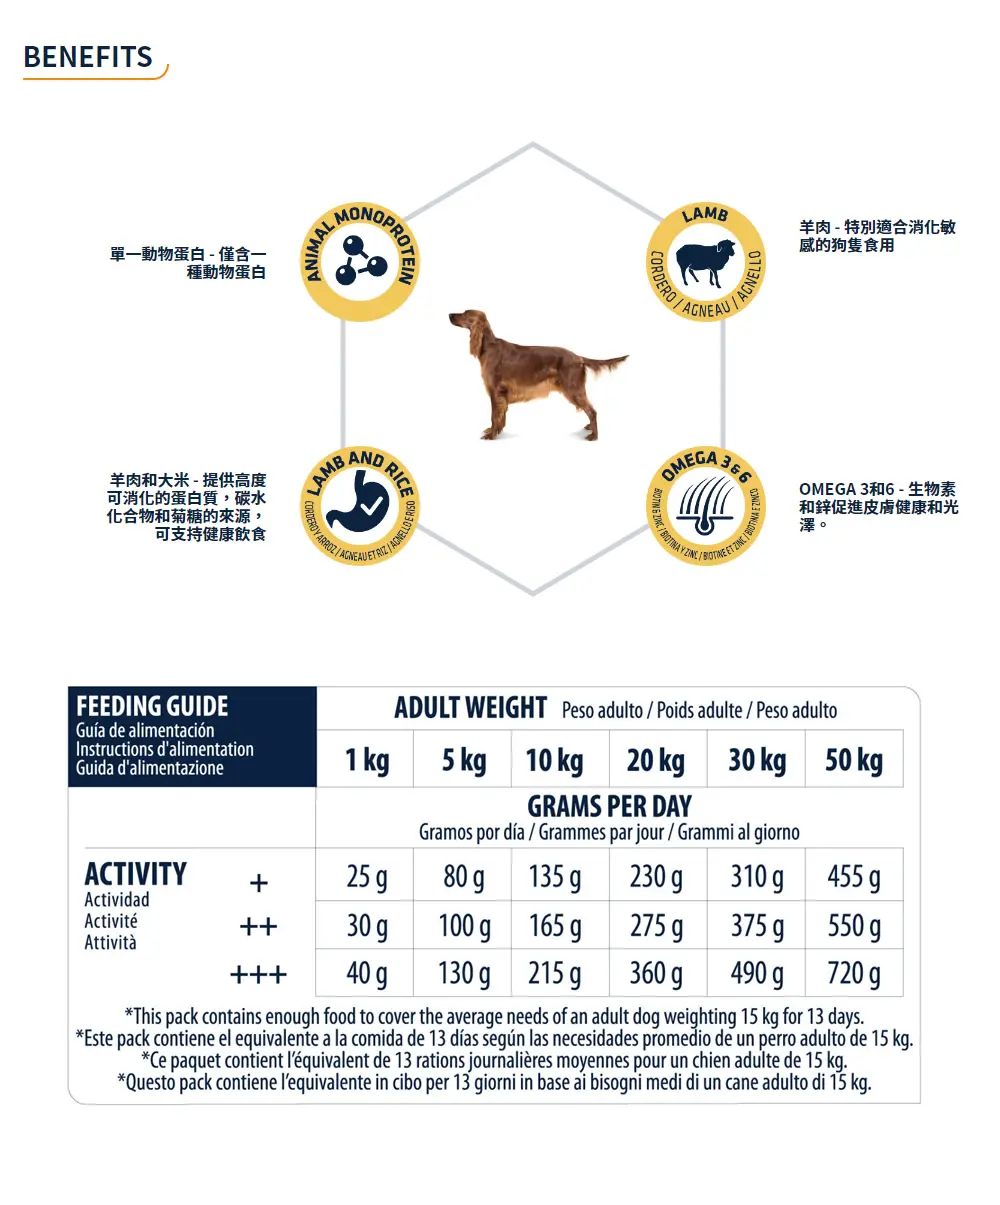 BENEFITS
ANIMAL MONOPROTEIN
單一動物蛋白 - 僅含一
種動物蛋白
LAMB
CORDERO / AGNEAU / AGNELLO
羊肉 - 特別適合消化敏
感的狗隻食用
LAMB AND RICE
CORDERO Y ARROZ / AGNEAU ET RIZ / AGNELLO E RISO
羊肉和大米 - 提供高度
可消化的蛋白質，碳水
化合物和菊糖的來源，
可支持健康飲食
OMEGA 3 & 6
BIOTIN & ZINC / BIOTINA Y ZINC / BIOTINE ET ZINC / BIOTINA E ZINCO
OMEGA 3和6 - 生物素
和鋅促進皮膚健康和光
澤。
FEEDING GUIDE
Guía de alimentación
Instructions d'alimentation
Guida d'alimentazione
ADULT WEIGHT Peso adulto / Poids adulte / Peso adulto
1 kg 5 kg 10 kg 20 kg 30 kg 50 kg
GRAMS PER DAY
Gramos por día / Grammes par jour / Grammi al giorno
ACTIVITY
Actividad
Activité
Attività
+ 25 g 80 g 135 g 230 g 310 g 455 g
++ 30 g 100 g 165 g 275 g 375 g 550 g
+++ 40 g 130 g 215 g 360 g 490 g 720 g
*This pack contains enough food to cover the average needs of an adult dog weighting 15 kg for 13 days.
*Este pack contiene el equivalente a la comida de 13 días según las necesidades promedio de un perro adulto de 15 kg.
*Ce paquet contient l’équivalent de 13 rations journalières moyennes pour un chien adulte de 15 kg.
*Questo pack contiene l’equivalente in cibo per 13 giorni in base ai bisogni medi di un cane adulto di 15 kg.